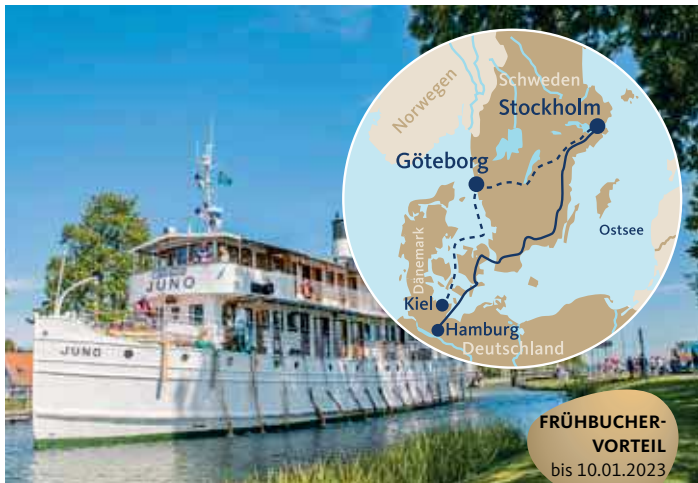 JUNO
JUNO
Norwegen
Schweden
Stockholm
Göteborg
Dänemark
Ostsee
Kiel
Hamburg
Deutschland
FRÜHBUCHER-
VORTEIL
bis 10.01.2023